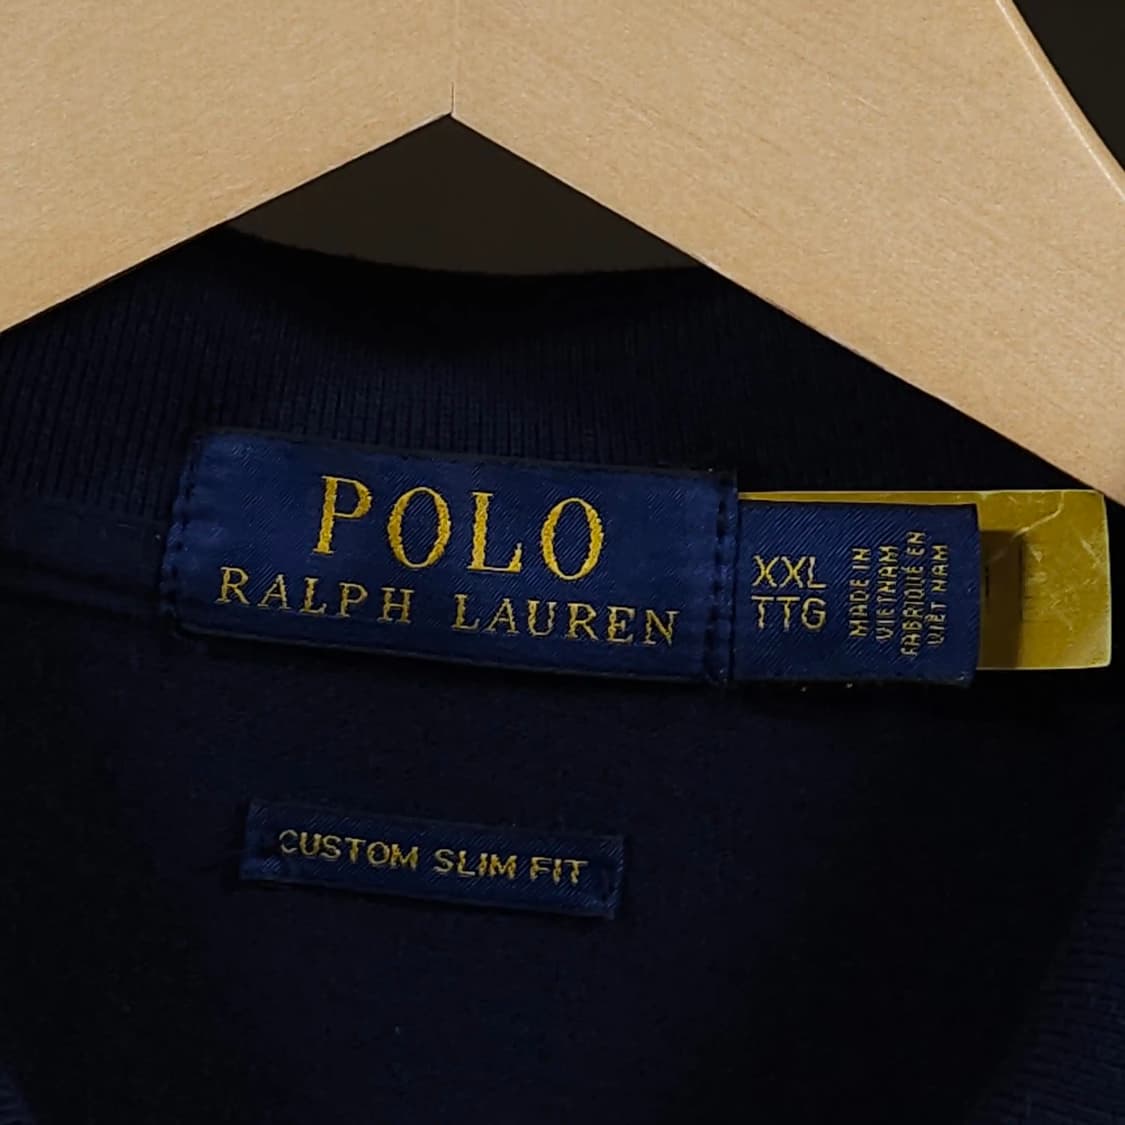 POLO
RALPH LAUREN
XXL
TTG
MADE IN
VIETNAM
FABRIQUÉ EN
VIÊT NAM
CUSTOM SLIM FIT